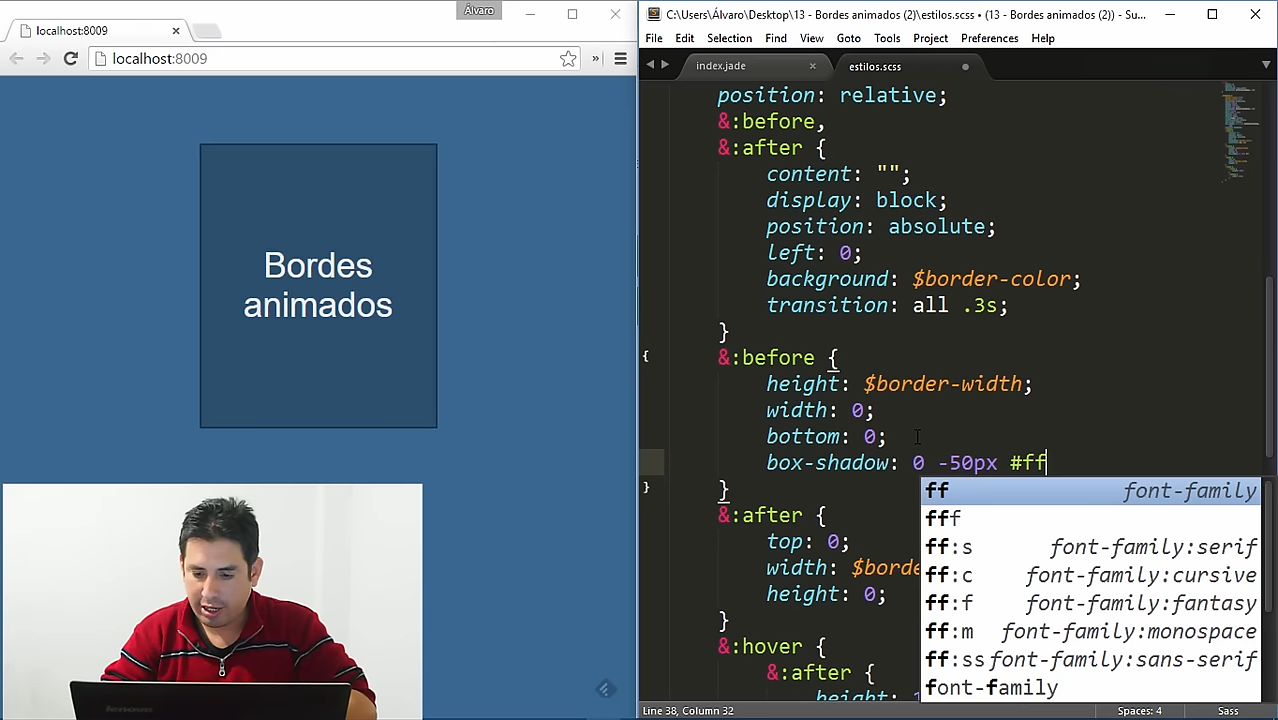 Álvaro
localhost:8009
localhost:8009
»
Bordes
animados
C:\Users\Álvaro\Desktop\13 - Bordes animados (2)\estilos.scss • (13 - Bordes animados (2)) - Su...
File Edit Selection Find View Goto Tools Project Preferences Help
index.jade
estilos.scss
position: relative;
&:before,
&:after {
content: "";
display: block;
position: absolute;
left: 0;
background: $border-color;
transition: all .3s;
}
&:before {
height: $border-width;
width: 0;
bottom: 0;
box-shadow: 0 -50px #ff
}
&:after {
top: 0;
width: $borde
height: 0;
}
&:hover {
&:after {
ff font-family
fff
ff:s font-family:serif
ff:c font-family:cursive
ff:f font-family:fantasy
ff:m font-family:monospace
ff:ss font-family:sans-serif
font-family
Line 38, Column 32
Spaces: 4
Sass